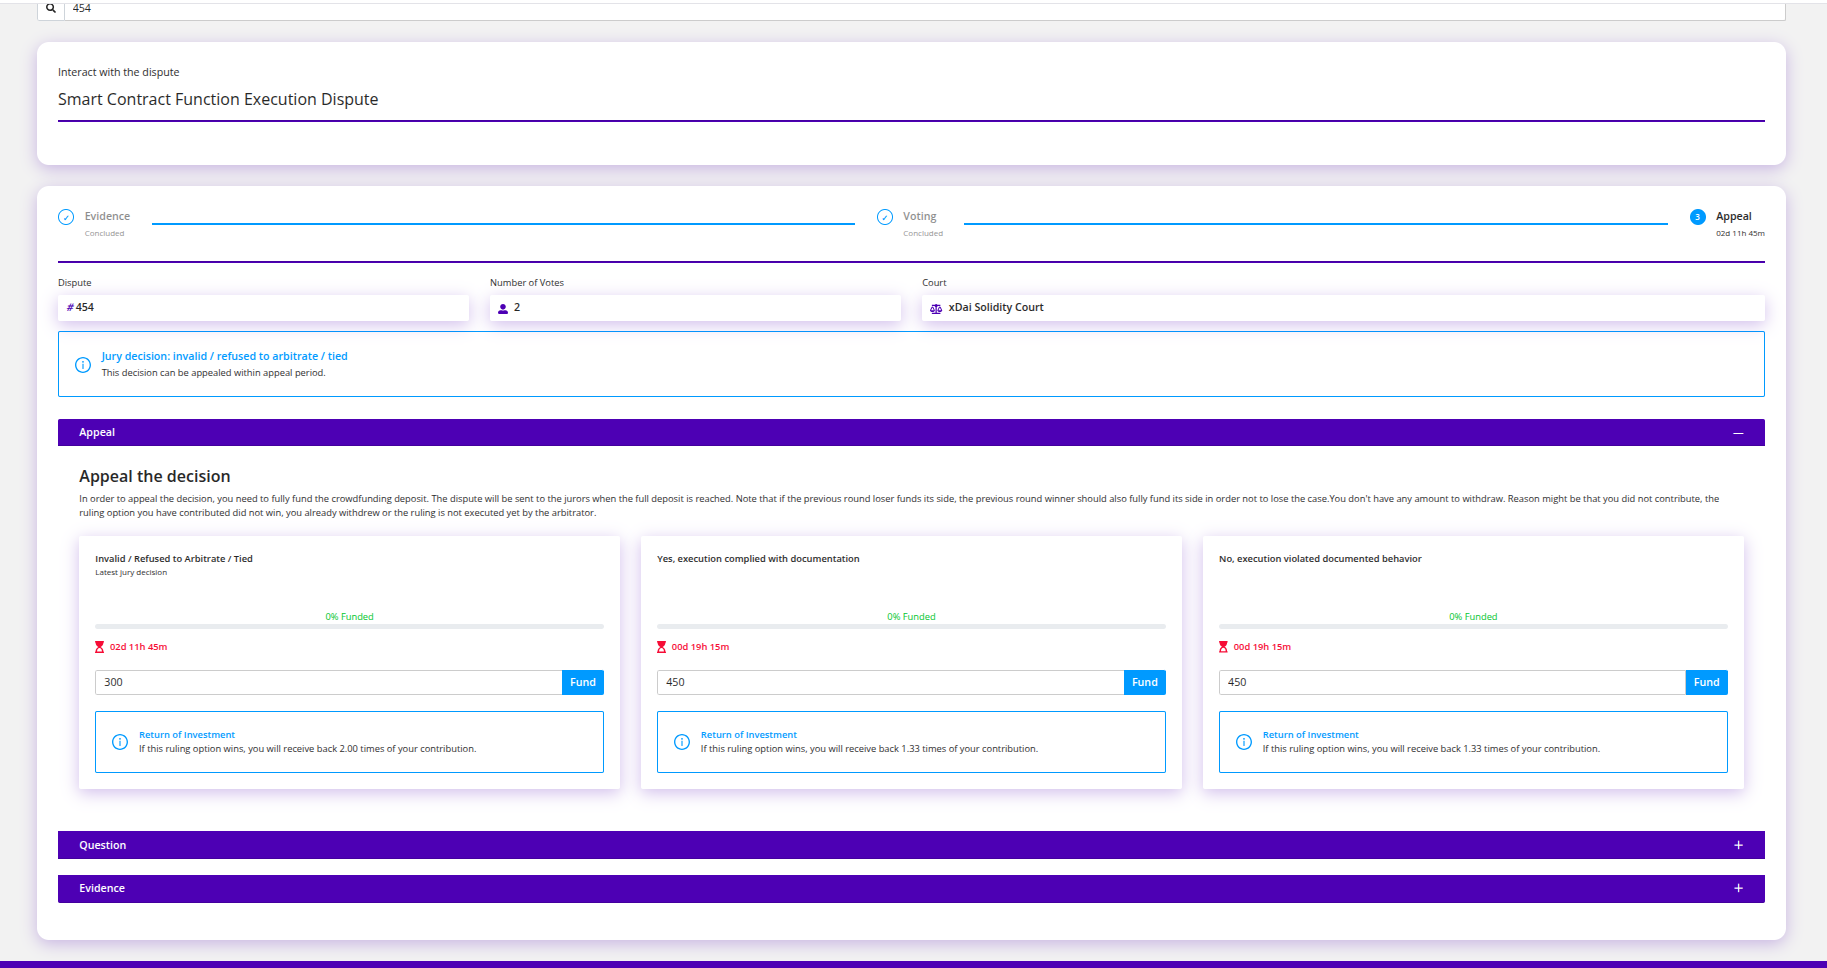 454
Interact with the dispute
Smart Contract Function Execution Dispute
Evidence
Concluded
Voting
Concluded
3
Appeal
02d 11h 45m
Dispute
Number of Votes
Court
#454
2
xDai Solidity Court
Jury decision: invalid / refused to arbitrate / tied
This decision can be appealed within appeal period.
Appeal
Appeal the decision
In order to appeal the decision, you need to fully fund the crowdfunding deposit. The dispute will be sent to the jurors when the full deposit is reached. Note that if the previous round loser funds its side, the previous round winner should also fully fund its side in order not to lose the case.You don't have any amount to withdraw. Reason might be that you did not contribute, the
ruling option you have contributed did not win, you already withdrew or the ruling is not executed yet by the arbitrator.
Invalid / Refused to Arbitrate / Tied
Latest jury decision
0% Funded
02d 11h 45m
300
Fund
Return of Investment
If this ruling option wins, you will receive back 2.00 times of your contribution.
Yes, execution complied with documentation
0% Funded
00d 19h 15m
450
Fund
Return of Investment
If this ruling option wins, you will receive back 1.33 times of your contribution.
No, execution violated documented behavior
0% Funded
00d 19h 15m
450
Fund
Return of Investment
If this ruling option wins, you will receive back 1.33 times of your contribution.
Question
Evidence